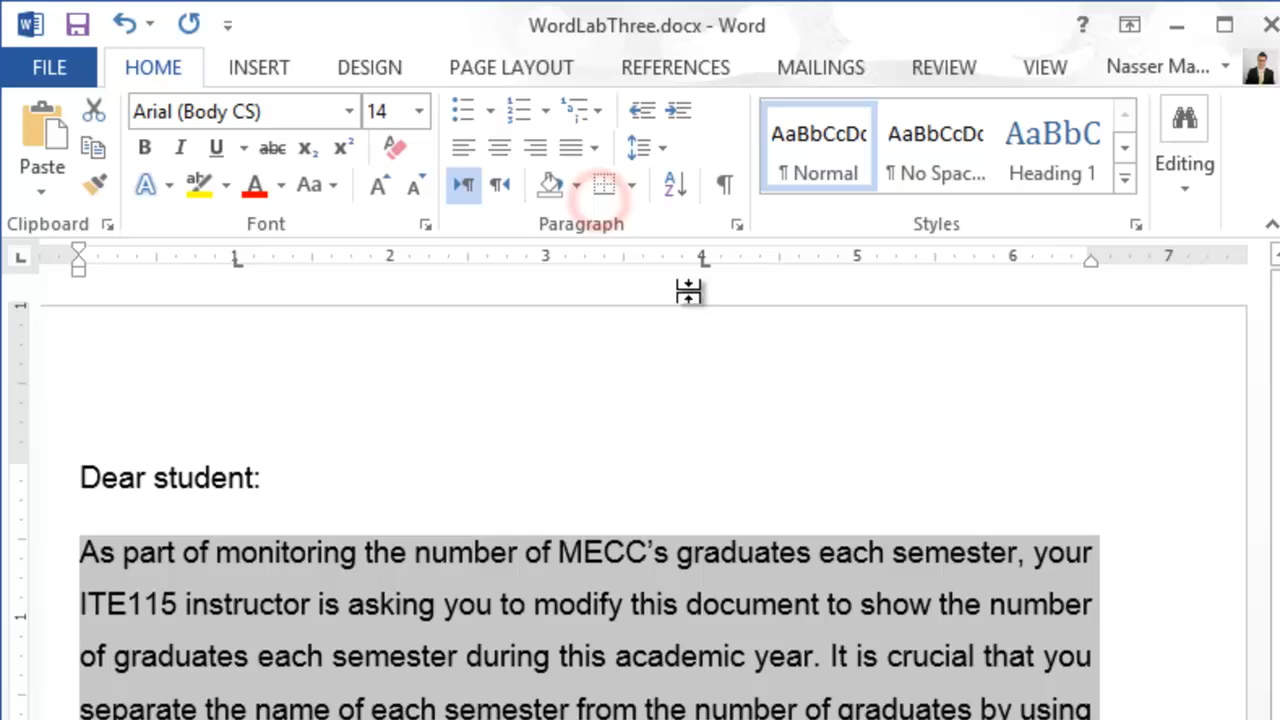 WordLabThree.docx - Word
?
FILE
HOME
INSERT
DESIGN
PAGE LAYOUT
REFERENCES
MAILINGS
REVIEW
VIEW
Nasser Ma...
Paste
Arial (Body CS)
14
B I U abc x₂ x²
A A Aa A A
A Z ¶
AaBbCcDc
¶ Normal
AaBbCcDc
¶ No Spac...
AaBbC
Heading 1
Editing
Clipboard
Font
Paragraph
Styles
L 1 2 3 4 5 6 7
1
1
Dear student:
As part of monitoring the number of MECC’s graduates each semester, your
ITE115 instructor is asking you to modify this document to show the number
of graduates each semester during this academic year. It is crucial that you
separate the name of each semester from the number of graduates by using